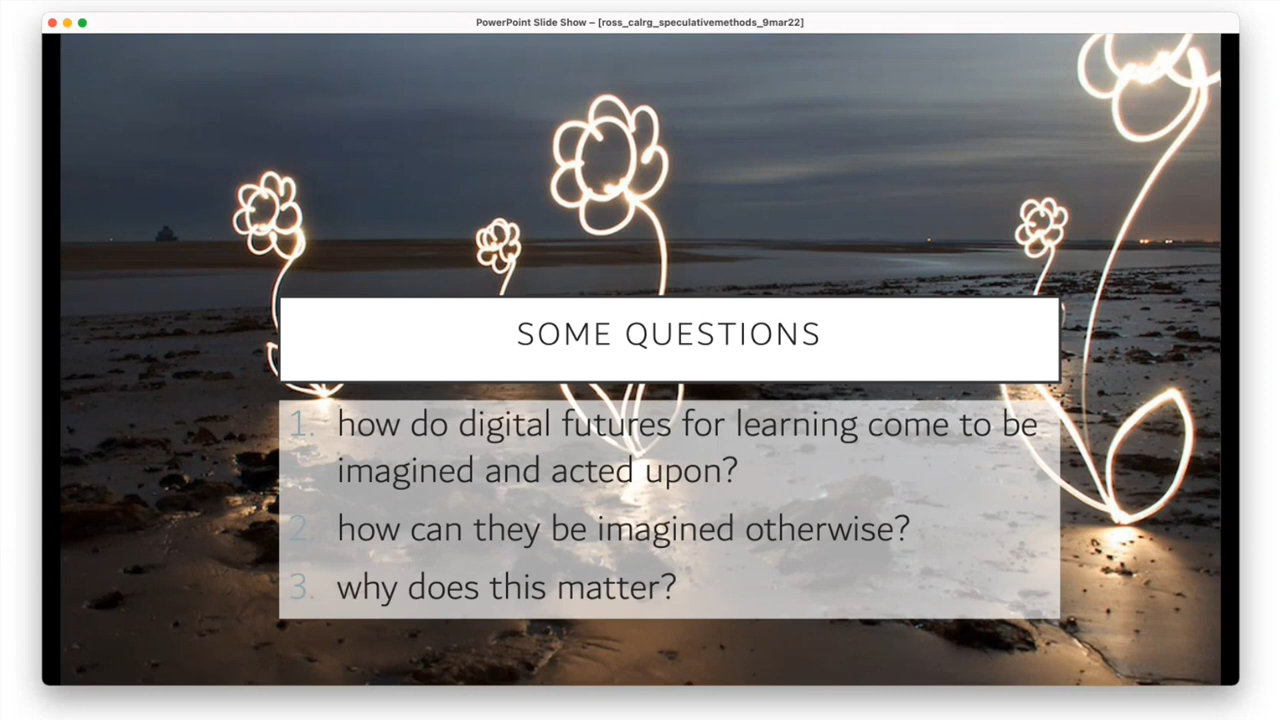 PowerPoint Slide Show – [ross_calrg_speculativemethods_9mar22]
SOME QUESTIONS
1. how do digital futures for learning come to be
imagined and acted upon?
2. how can they be imagined otherwise?
3. why does this matter?